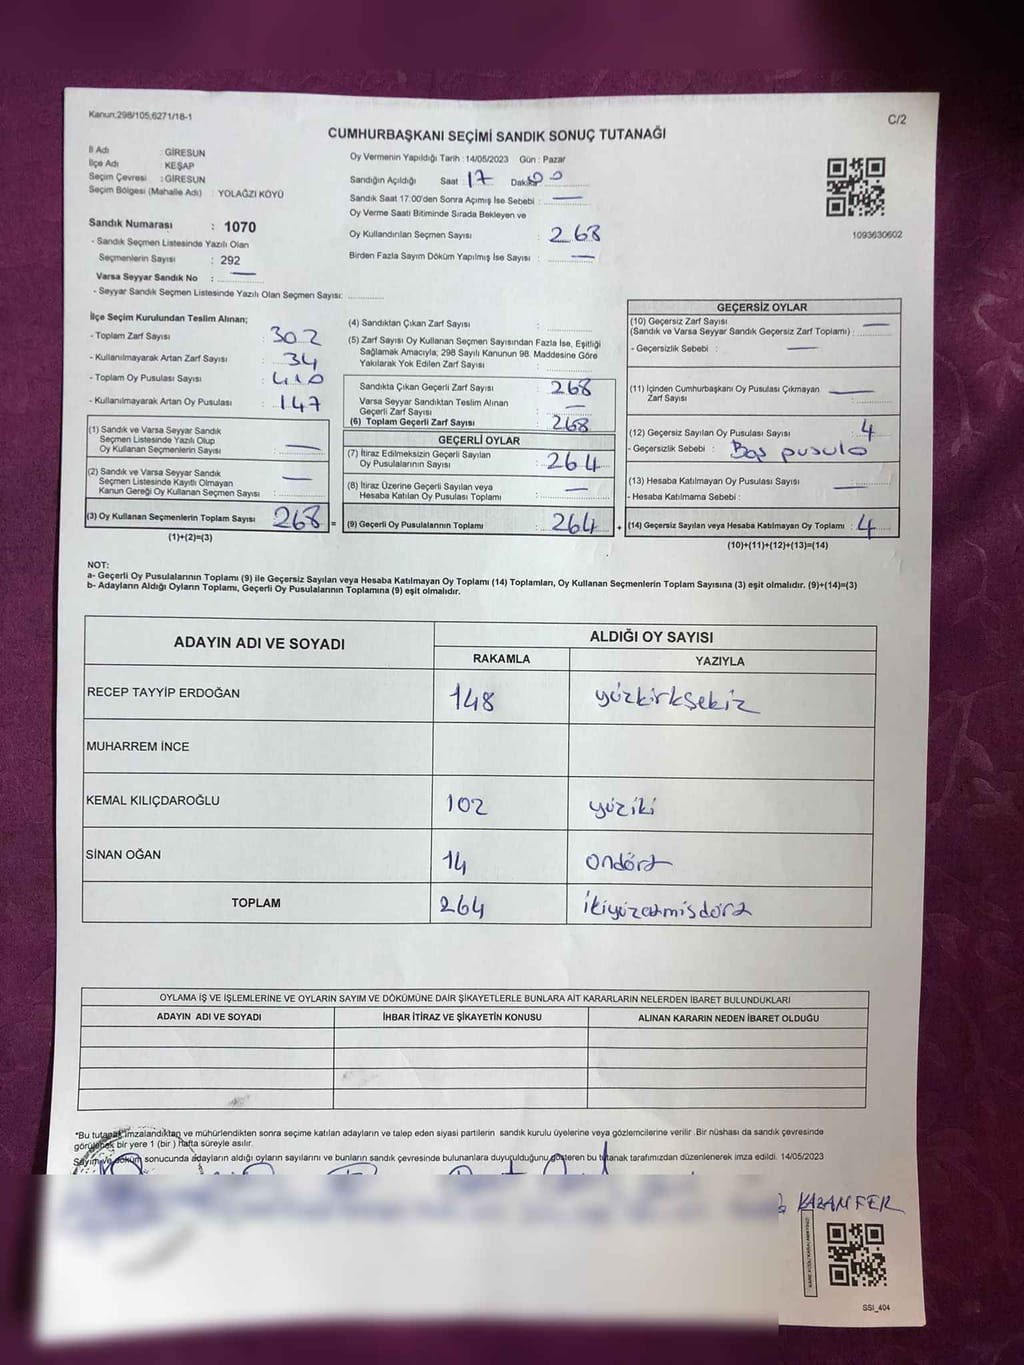 Kanun:298/105;6271/18-1
C/2
CUMHURBAŞKANI SEÇİMİ SANDIK SONUÇ TUTANAĞI
İl Adı : GİRESUN
İlçe Adı : KEŞAP
Seçim Çevresi : GİRESUN
Seçim Bölgesi (Mahalle Adı) : YOLAĞZI KÖYÜ
Sandık Numarası : 1070
- Sandık Seçmen Listesinde Yazılı Olan
Seçmenlerin Sayısı : 292
Varsa Seyyar Sandık No : —
- Seyyar Sandık Seçmen Listesinde Yazılı Olan Seçmen Sayısı: ............
Oy Vermenin Yapıldığı Tarih : 14/05/2023 Gün : Pazar
Sandığın Açıldığı Saat 17 Dakika 00
Sandık Saat 17.00'den Sonra Açımış İse Sebebi : —
Oy Verme Saati Bitiminde Sırada Bekleyen ve
Oy Kullandırılan Seçmen Sayısı : 268
Birden Fazla Sayım Döküm Yapılmış İse Sayısı : —
1093630602
İlçe Seçim Kurulundan Teslim Alınan;
- Toplam Zarf Sayısı : 302
- Kullanılmayarak Artan Zarf Sayısı : 34
- Toplam Oy Pusulası Sayısı : 410
- Kullanılmayarak Artan Oy Pusulası : 147
(1) Sandık ve Varsa Seyyar Sandık
Seçmen Listesinde Yazılı Olup
Oy Kullanan Seçmenlerin Sayısı : —
(2) Sandık ve Varsa Seyyar Sandık
Seçmen Listesinde Kayıtlı Olmayan
Kanun Gereği Oy Kullanan Seçmen Sayısı : —
(3) Oy Kullanan Seçmenlerin Toplam Sayısı 268 =
(1)+(2)=(3)
(4) Sandıktan Çıkan Zarf Sayısı :
(5) Zarf Sayısı Oy Kullanan Seçmen Sayısından Fazla İse, Eşitliği
Sağlamak Amacıyla; 298 Sayılı Kanunun 98. Maddesine Göre
Yakılarak Yok Edilen Zarf Sayısı :
Sandıkta Çıkan Geçerli Zarf Sayısı : 268
Varsa Seyyar Sandıktan Teslim Alınan
Geçerli Zarf Sayısı : —
(6) Toplam Geçerli Zarf Sayısı : 268
GEÇERLİ OYLAR
(7) İtiraz Edilmeksizin Geçerli Sayılan
Oy Pusulalarının Sayısı : 264
(8) İtiraz Üzerine Geçerli Sayılan veya
Hesaba Katılan Oy Pusulası Toplamı : —
(9) Geçerli Oy Pusulalarının Toplamı : 264 +
GEÇERSİZ OYLAR
(10) Geçersiz Zarf Sayısı
(Sandık ve Varsa Seyyar Sandık Geçersiz Zarf Toplamı) : —
- Geçersizlik Sebebi : —
(11) İçinden Cumhurbaşkanı Oy Pusulası Çıkmayan
Zarf Sayısı : —
(12) Geçersiz Sayılan Oy Pusulası Sayısı : 4
- Geçersizlik Sebebi : Boş pusula
(13) Hesaba Katılmayan Oy Pusulası Sayısı : —
- Hesaba Katılmama Sebebi :
(14) Geçersiz Sayılan veya Hesaba Katılmayan Oy Toplamı : 4
(10)+(11)+(12)+(13)=(14)
NOT:
a- Geçerli Oy Pusulalarının Toplamı (9) ile Geçersiz Sayılan veya Hesaba Katılmayan Oy Toplamı (14) Toplamları, Oy Kullanan Seçmenlerin Toplam Sayısına (3) eşit olmalıdır. (9)+(14)=(3)
b- Adayların Aldığı Oyların Toplamı, Geçerli Oy Pusulalarının Toplamına (9) eşit olmalıdır.
ADAYIN ADI VE SOYADI ALDIĞI OY SAYISI
RAKAMLA YAZIYLA
RECEP TAYYİP ERDOĞAN 148 yüzkirksekiz
MUHARREM İNCE
KEMAL KILIÇDAROĞLU 102 yüziki
SİNAN OĞAN 14 ondört
TOPLAM 264 ikiyüzatmisdört
OYLAMA İŞ VE İŞLEMLERİNE VE OYLARIN SAYIM VE DÖKÜMÜNE DAİR ŞİKAYETLERLE BUNLARA AİT KARARLARIN NELERDEN İBARET BULUNDUKLARI
ADAYIN ADI VE SOYADI İHBAR İTİRAZ VE ŞİKAYETİN KONUSU ALINAN KARARIN NEDEN İBARET OLDUĞU
*Bu tutanak imzalandıktan ve mühürlendikten sonra seçime katılan adayların ve talep eden siyasi partilerin sandık kurulu üyelerine veya gözlemcilerine verilir .Bir nüshası da sandık çevresinde
görülecek bir yere 1 (bir ) hafta süreyle asılır.
Sayım ve döküm sonucunda adayların aldığı oyların sayılarını ve bunların sandık çevresinde bulunanlara duyurulduğunu gösteren bu tutanak tarafımızdan düzenlenerek imza edildi. 14/05/2023
KAZANFER
SSI_404